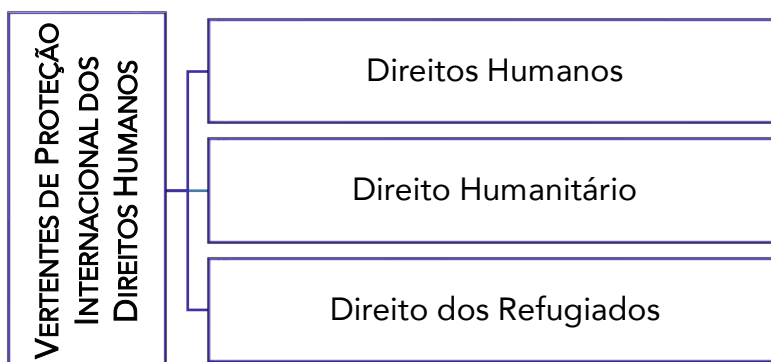 VERTENTES DE PROTEÇÃO
INTERNACIONAL DOS
DIREITOS HUMANOS
Direitos Humanos
Direito Humanitário
Direito dos Refugiados